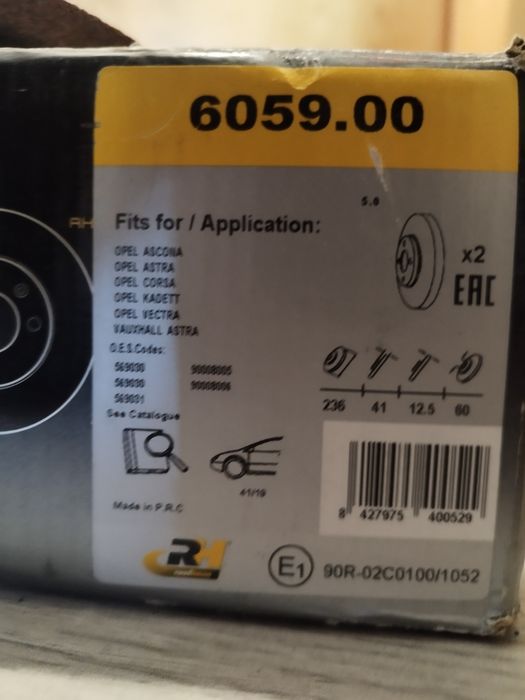 6059.00
RH
5.0
Fits for / Application:
OPEL ASCONA
OPEL ASTRA
OPEL CORSA
OPEL KADETT
OPEL VECTRA
VAUXHALL ASTRA
x2
EAC
O.E.S.Codes:
569030 90008005
569030 90008006
569031
See Catalogue
236 41 12.5 60
41/19
Made in P.R.C
8 427975 400529
RH
E1 90R-02C0100/1052